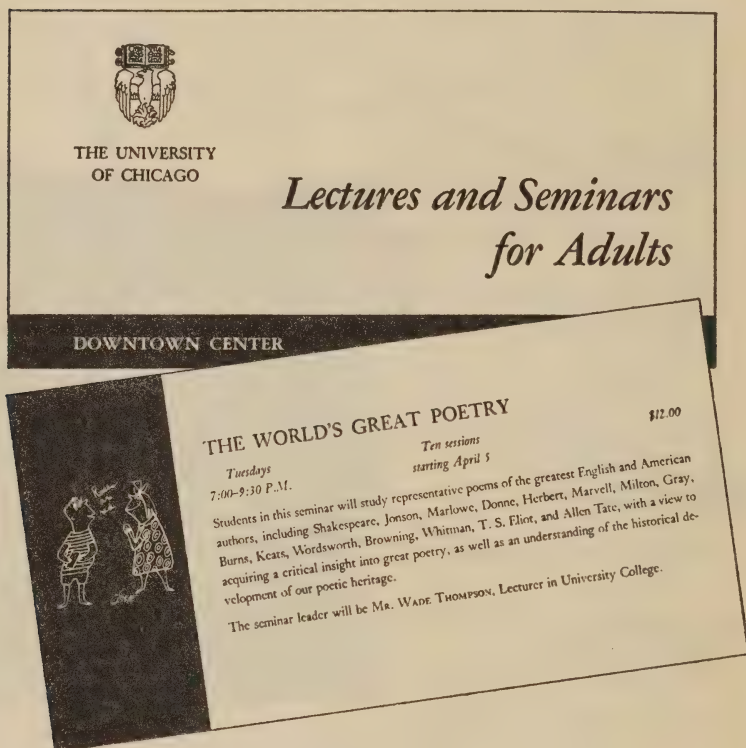 THE UNIVERSITY
OF CHICAGO
Lectures and Seminars
for Adults
DOWNTOWN CENTER
THE WORLD'S GREAT POETRY
Tuesdays
7:00–9:30 P.M.
Ten sessions
starting April 5
$12.00
Students in this seminar will study representative poems of the greatest English and American
authors, including Shakespeare, Jonson, Marlowe, Donne, Herbert, Marvell, Milton, Gray,
Burns, Keats, Wordsworth, Browning, Whitman, T. S. Eliot, and Allen Tate, with a view to
acquiring a critical insight into great poetry, as well as an understanding of the historical de-
velopment of our poetic heritage.
The seminar leader will be MR. WADE THOMPSON, Lecturer in University College.